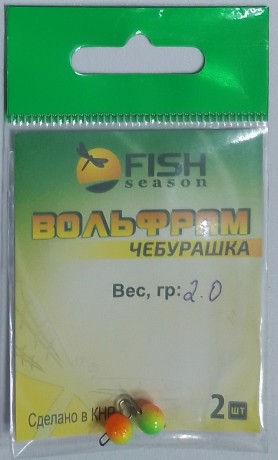 FISH
season
ВОЛЬФРАМ
ЧЕБУРАШКА
Вес, гр: 2.0
Сделано в КНР
2 шт